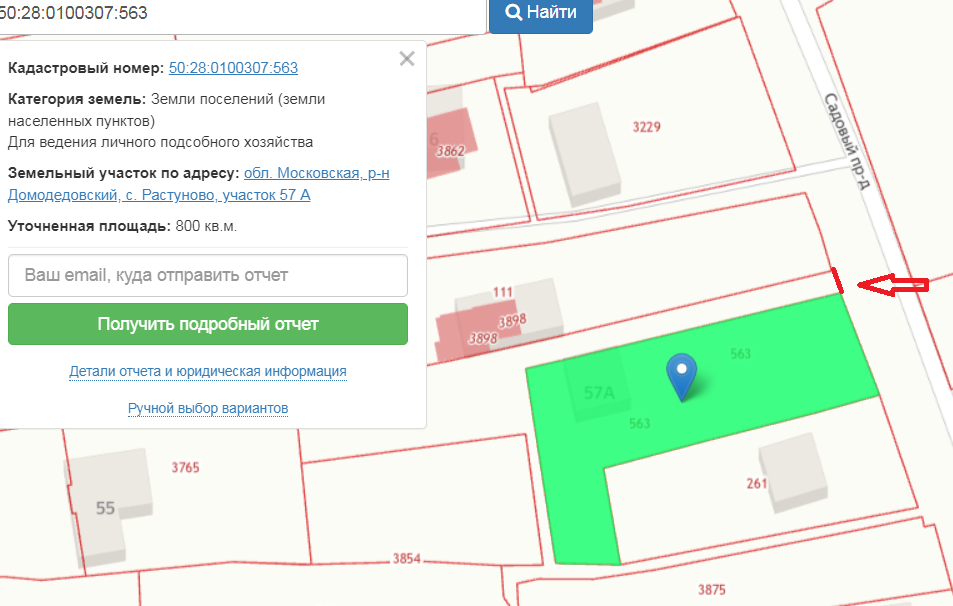 50:28:0100307:563
Найти
Кадастровый номер: 50:28:0100307:563
Категория земель: Земли поселений (земли
населенных пунктов)
Для ведения личного подсобного хозяйства
Земельный участок по адресу: обл. Московская, р-н
Домодедовский, с. Растуново, участок 57 А
Уточненная площадь: 800 кв.м.
Ваш email, куда отправить отчет
Получить подробный отчет
Детали отчета и юридическая информация
Ручной выбор вариантов
Садовый пр-д
3229
6
3862
111
3898
3898
563
57А
563
3765
55
261
3854
3875